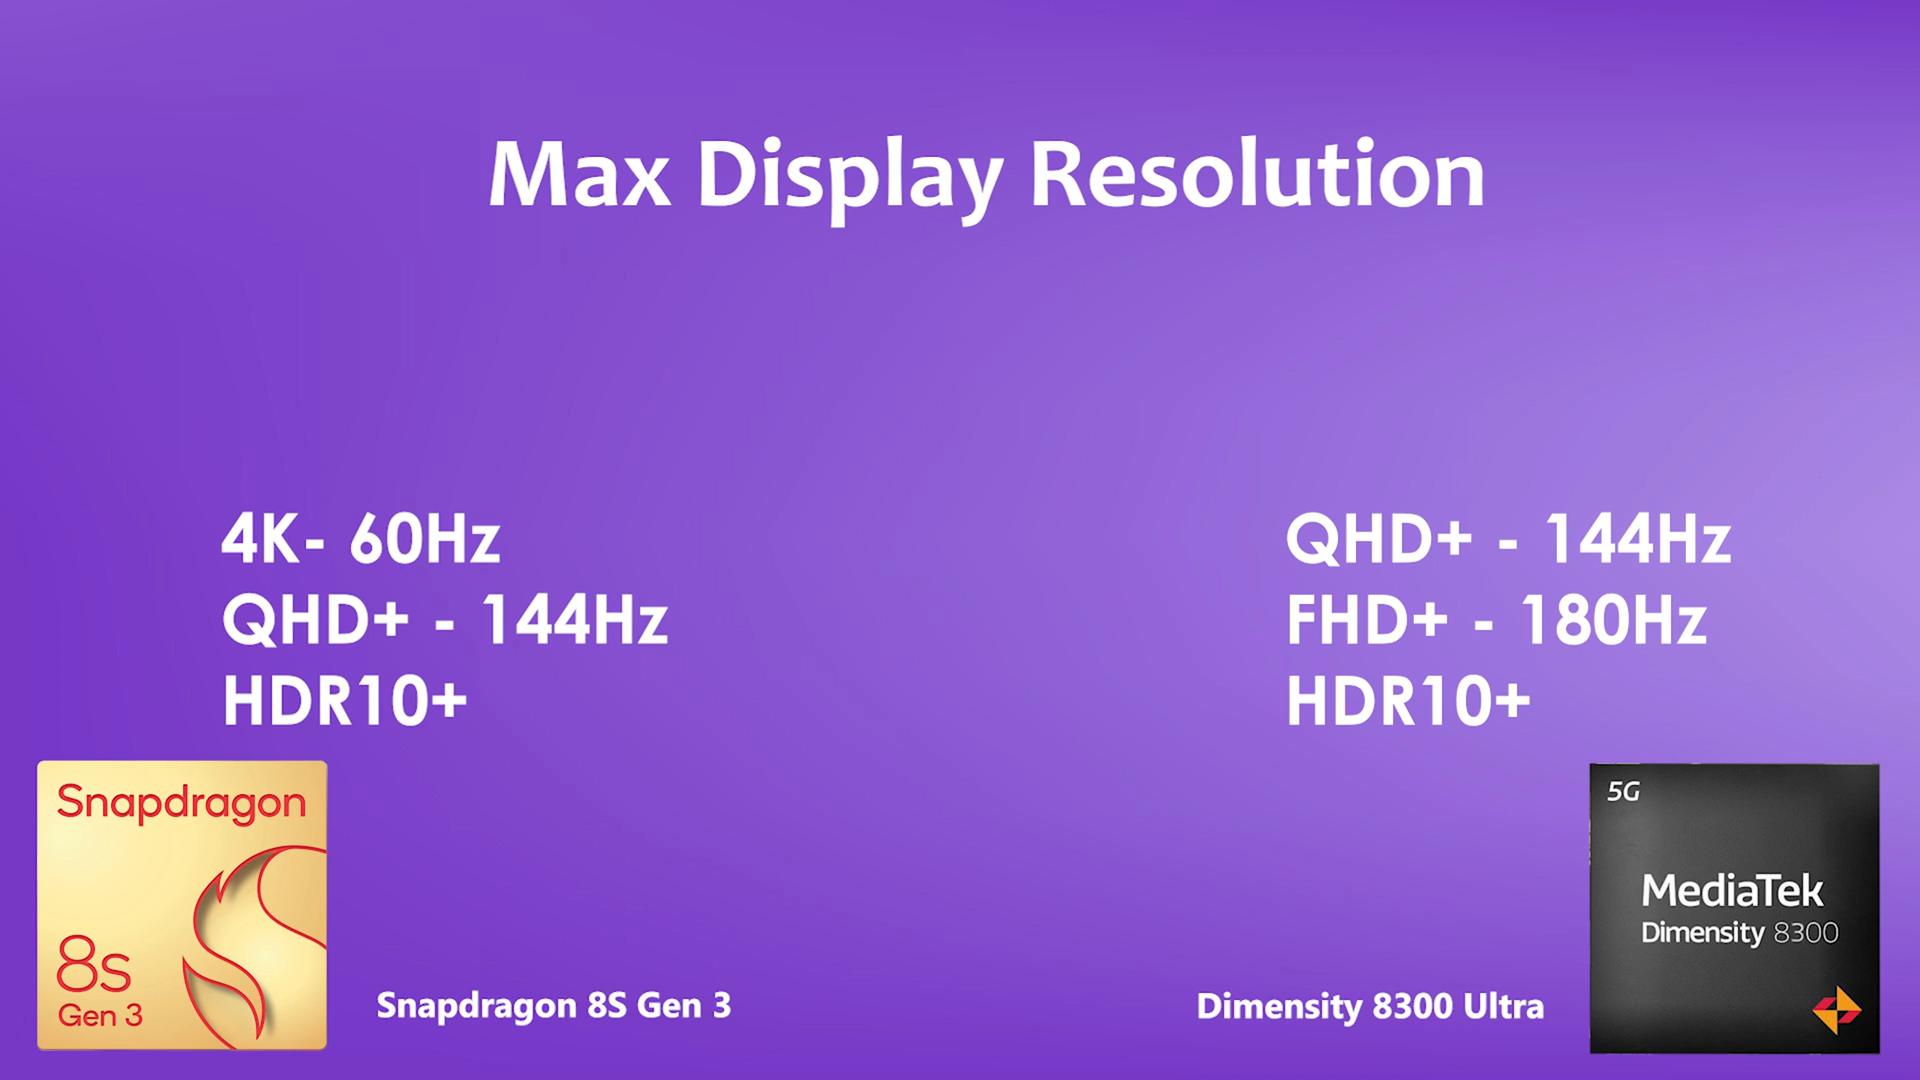 Max Display Resolution
4K- 60Hz
QHD+ - 144Hz
HDR10+
QHD+ - 144Hz
FHD+ - 180Hz
HDR10+
Snapdragon
8s
Gen 3
Snapdragon 8S Gen 3
Dimensity 8300 Ultra
5G
MediaTek
Dimensity 8300